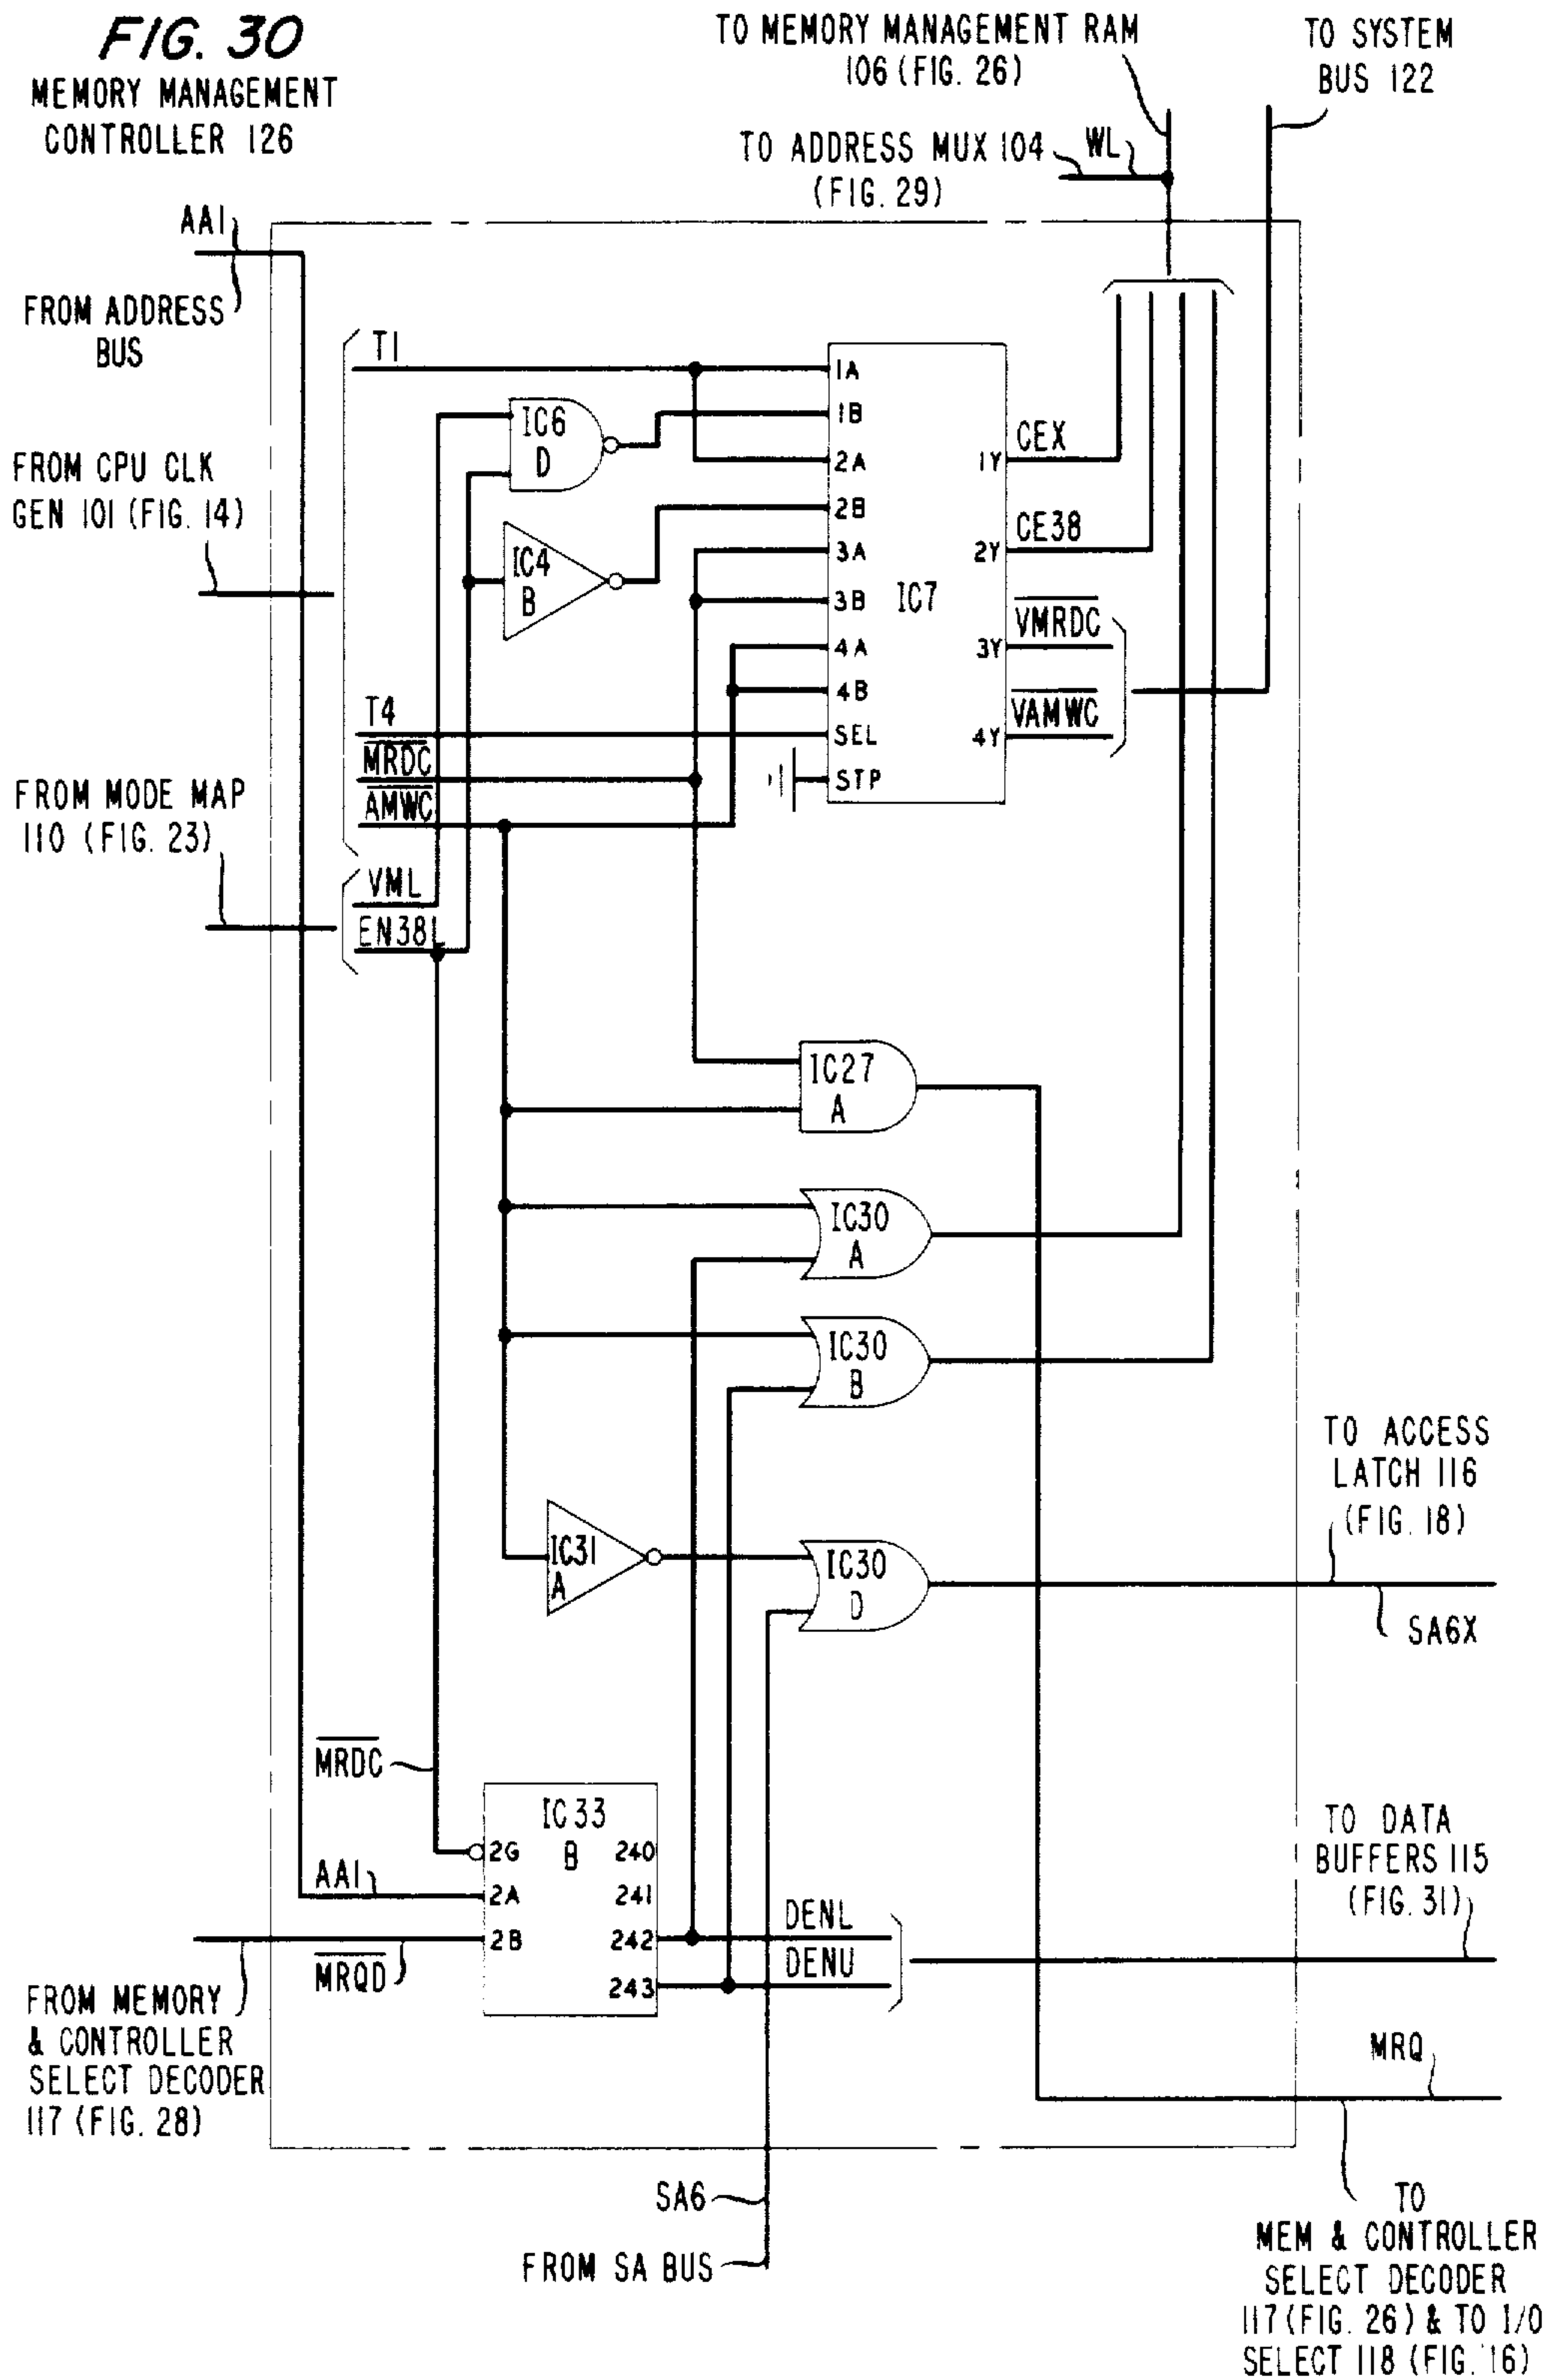 FIG. 30
MEMORY MANAGEMENT
CONTROLLER 126
TO MEMORY MANAGEMENT RAM
106 (FIG. 26)
TO SYSTEM
BUS 122
TO ADDRESS MUX 104
(FIG. 29)
WL
AA1
FROM ADDRESS
BUS
T1
FROM CPU CLK
GEN 101 (FIG. 14)
IC6
D
IC4
B
1A
1B
2A
2B
3A
3B
4A
4B
SEL
STP
IC7
1Y
2Y
3Y
4Y
CEX
CE38
VMRDC
VAMWC
T4
MRDC
AMWC
FROM MODE MAP
110 (FIG. 23)
VML
EN38L
IC27
A
IC30
A
IC30
B
IC31
A
IC30
D
TO ACCESS
LATCH 116
(FIG. 18)
SA6X
MRDC
IC33
B
2G
2A
2B
240
241
242
243
AA1
MRQD
DENL
DENU
TO DATA
BUFFERS 115
(FIG. 31)
FROM MEMORY
& CONTROLLER
SELECT DECODER
117 (FIG. 28)
MRQ
SA6
FROM SA BUS
TO
MEM & CONTROLLER
SELECT DECODER
117 (FIG. 26) & TO I/O
SELECT 118 (FIG. 16)